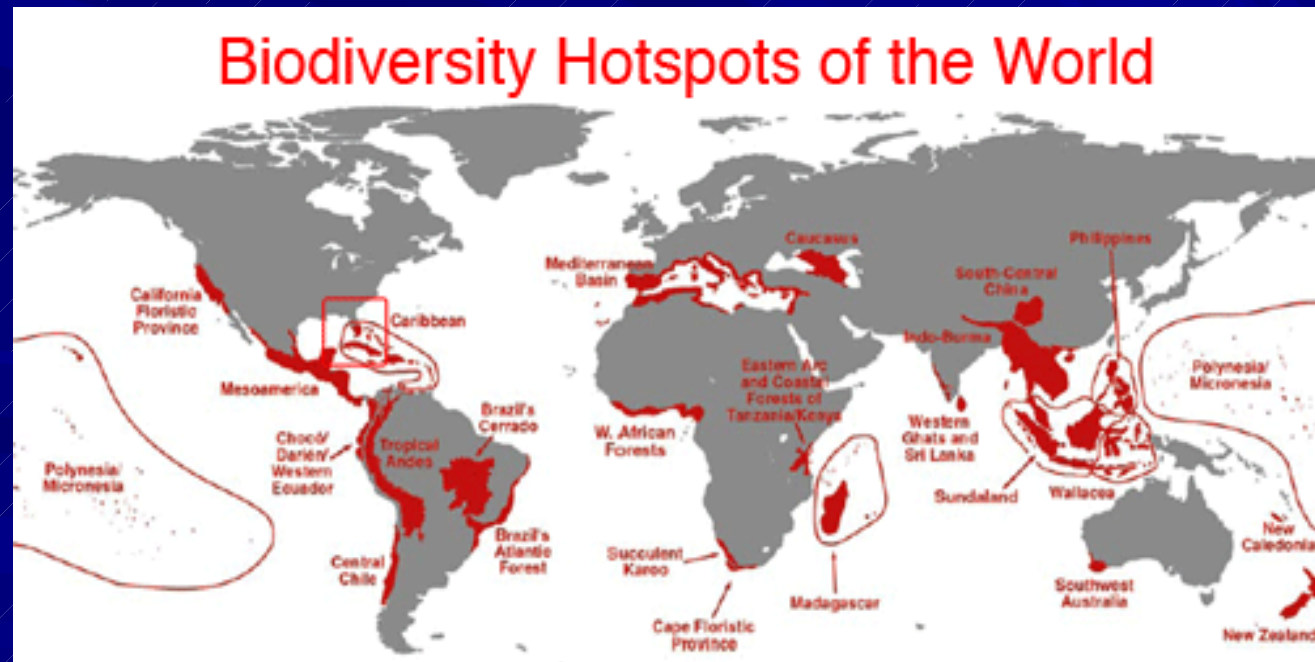 Biodiversity Hotspots of the World
Caucasus
Philippines
Mediterranean
Basin
South-Central
China
California
Floristic
Province
Caribbean
Indo-Burma
Eastern Arc
and Coastal
Forests of
Tanzania/Kenya
Polynesia/
Micronesia
Mesoamerica
Brazil's
Cerrado
W. African
Forests
Western
Ghats and
Sri Lanka
Chocó/
Darién/
Western
Ecuador
Tropical
Andes
Polynesia/
Micronesia
Sundaland
Wallacea
New
Caledonia
Brazil's
Atlantic
Forest
Central
Chile
Succulent
Karoo
Madagascar
Southwest
Australia
Cape Floristic
Province
New Zealand